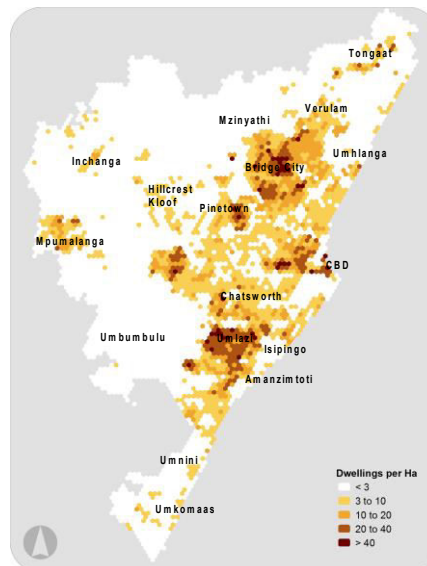 Tongaat
Verulam
Mzinyathi
Umhlanga
Inchanga
Bridge City
Hillcrest
Kloof
Pinetown
Mpumalanga
CBD
Chatsworth
Umbumbulu
Umlazi
Isipingo
Amanzimtoti
Umnini
Umkomaas
Dwellings per Ha
< 3
3 to 10
10 to 20
20 to 40
> 40